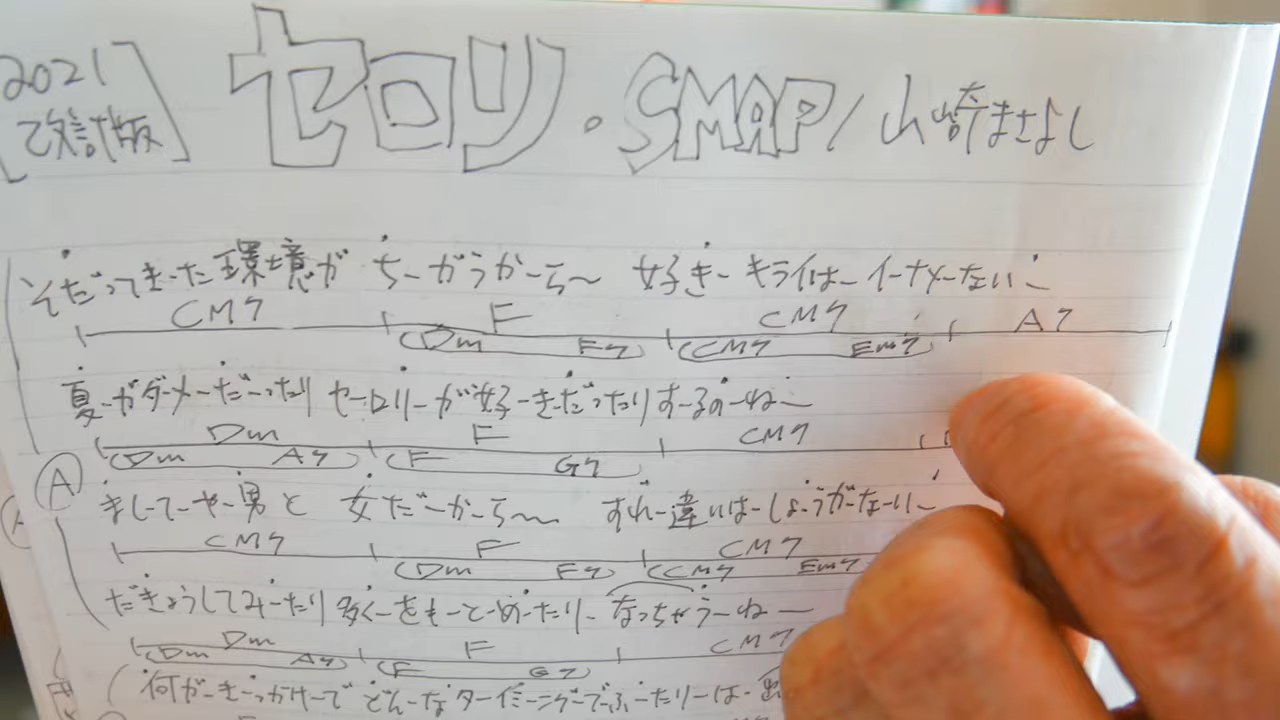 2021
改訂版
セロリ・SMAP/山崎まさよし
そだってきーた環境が ちーがうかーら〜 好きーキライはーイーナメーたいー
CM7 F CM7 A7
(Dm F7) (CM7 Em7)
夏ーがダーメーだーったり セーロリーが好ーきーだったりすーるのーねー
Dm F CM7
(Dm A7) (F G7)
A
ましてーやー男と 女だーかーら〜 すれー違いはーしょうがなーいー
CM7 F CM7
(Dm F7) (CM7 Em7
だきょうしてみーたり多くーをもーとーめーたりーなっちゃうーねー
Dm F CM7
(Dm A7) (F G7)
(何がーきーっかけーで どんーなターイミーングーでーふーたりーはー